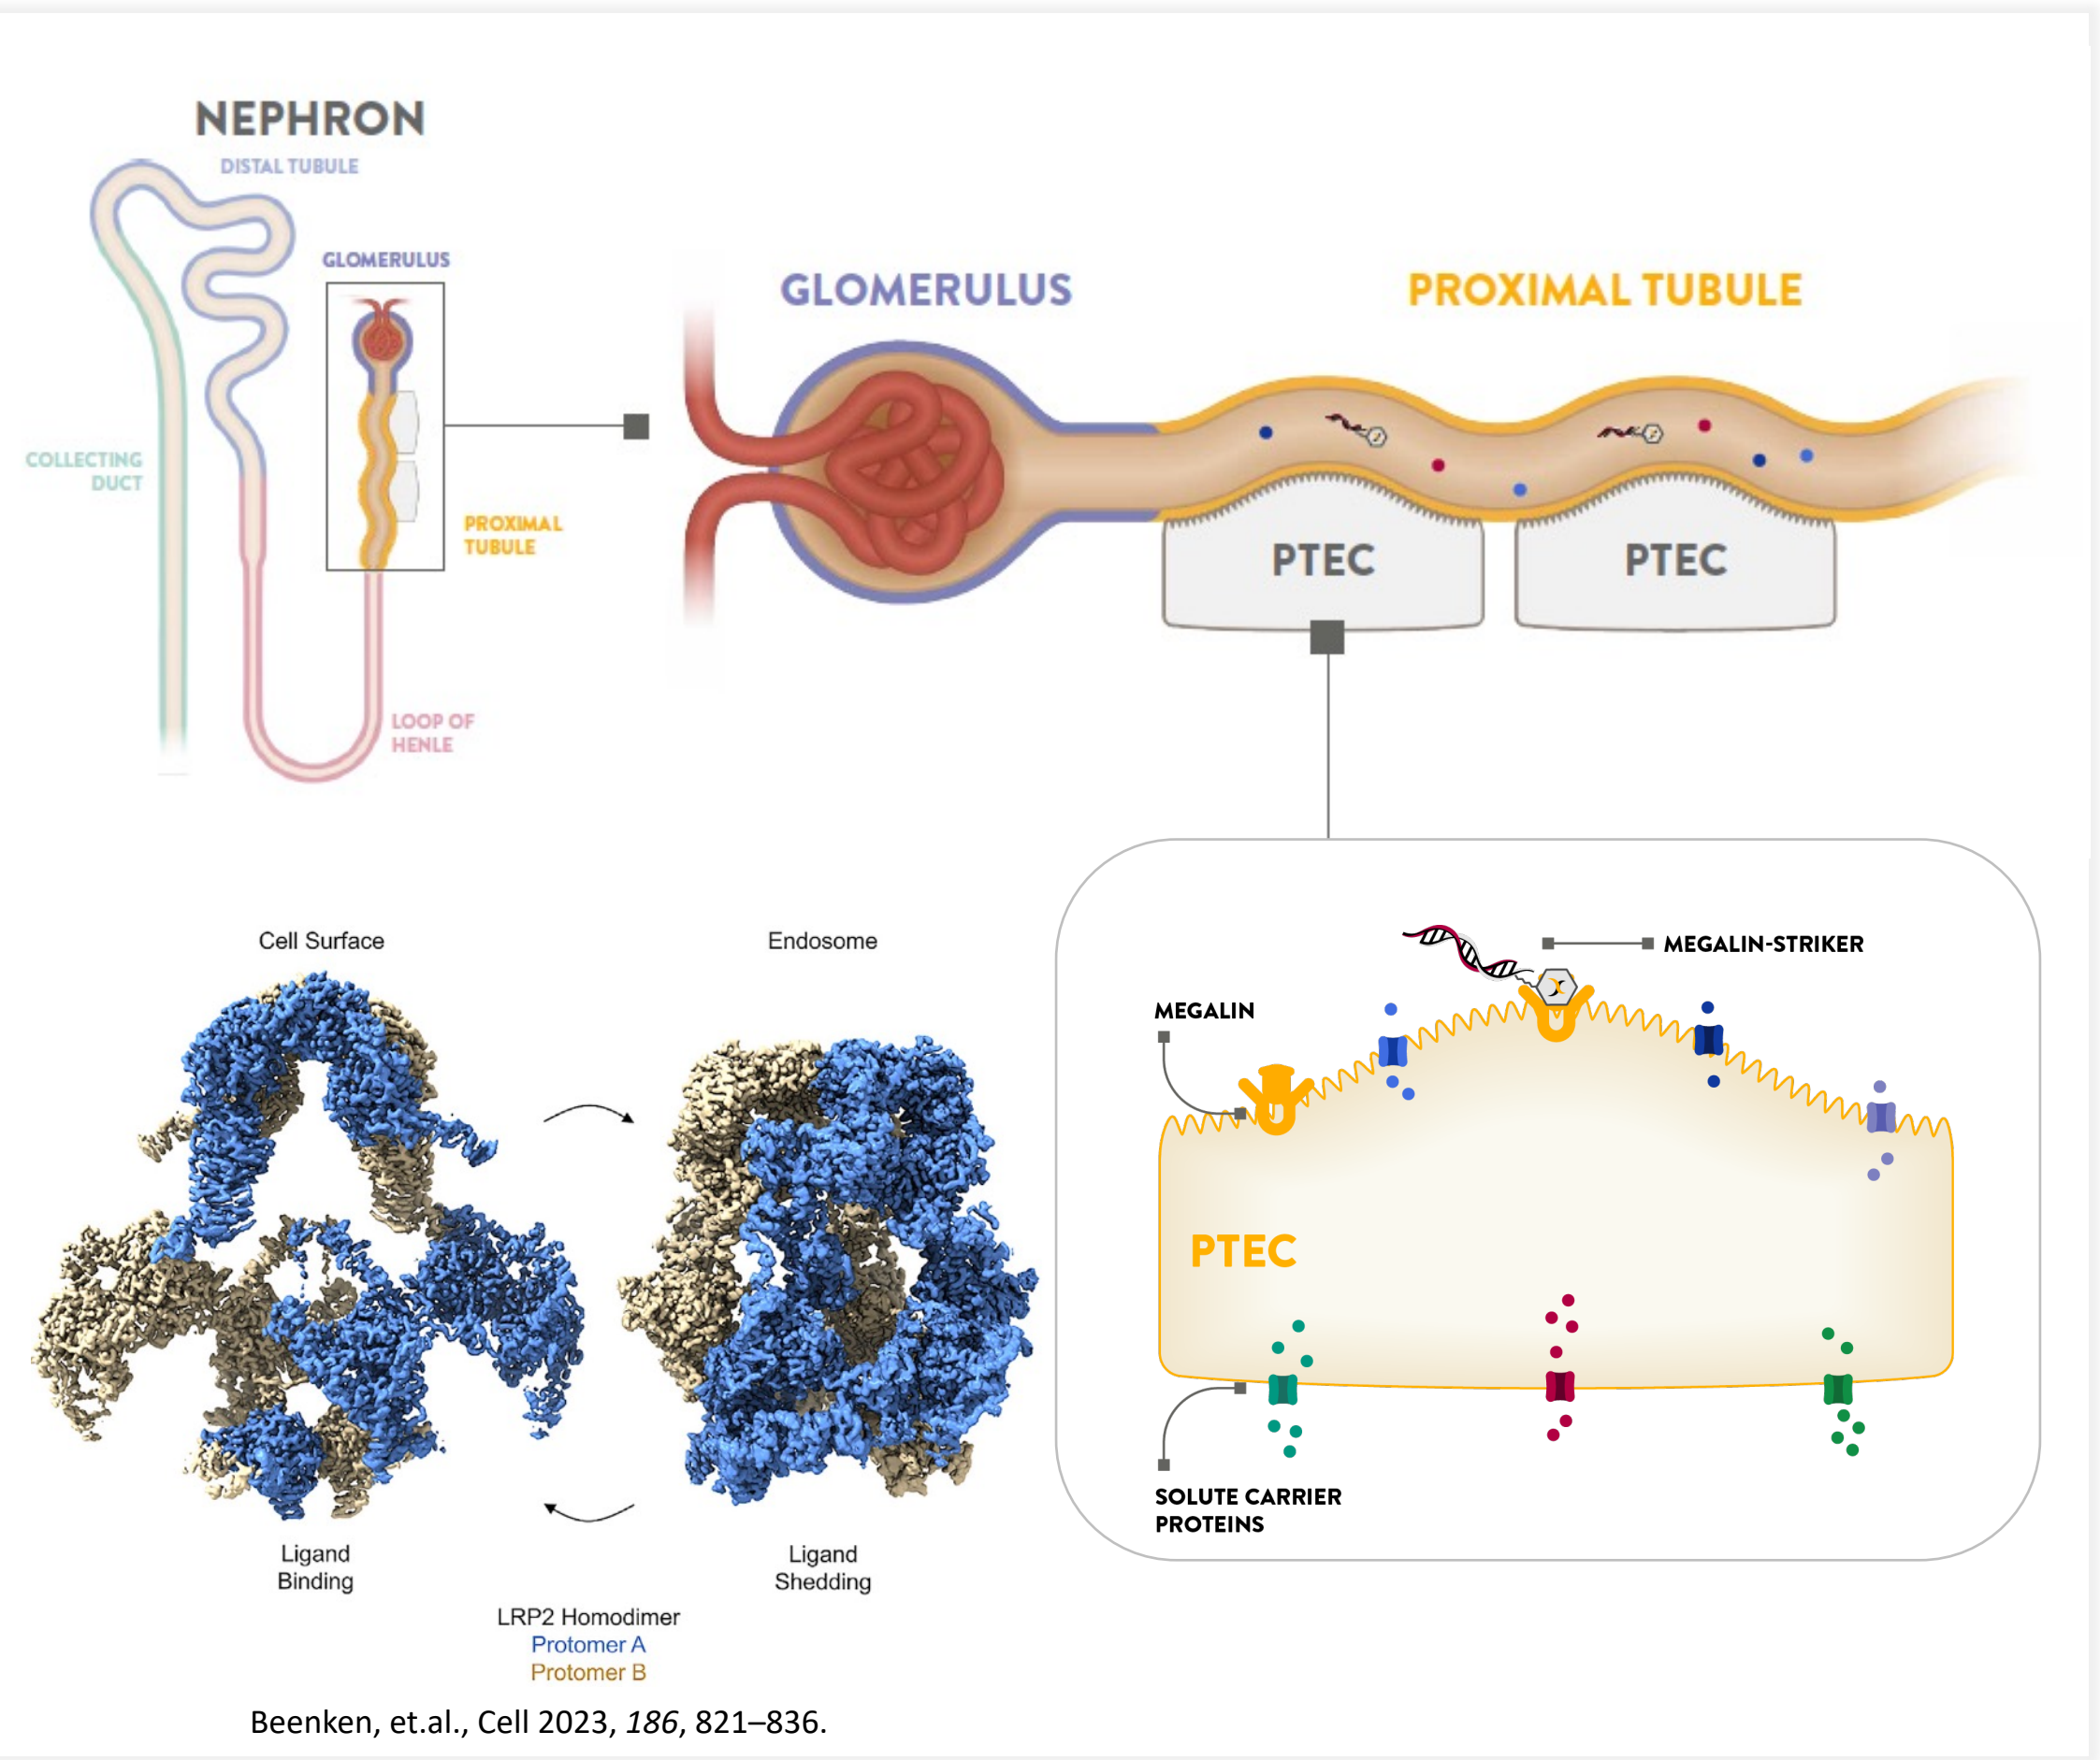 NEPHRON
DISTAL TUBULE
GLOMERULUS
COLLECTING
DUCT
PROXIMAL
TUBULE
LOOP OF
HENLE
GLOMERULUS
PROXIMAL TUBULE
PTEC
PTEC
Cell Surface
Endosome
Ligand
Binding
Ligand
Shedding
LRP2 Homodimer
Protomer A
Protomer B
Beenken, et.al., Cell 2023, 186, 821–836.
MEGALIN-STRIKER
MEGALIN
PTEC
SOLUTE CARRIER
PROTEINS